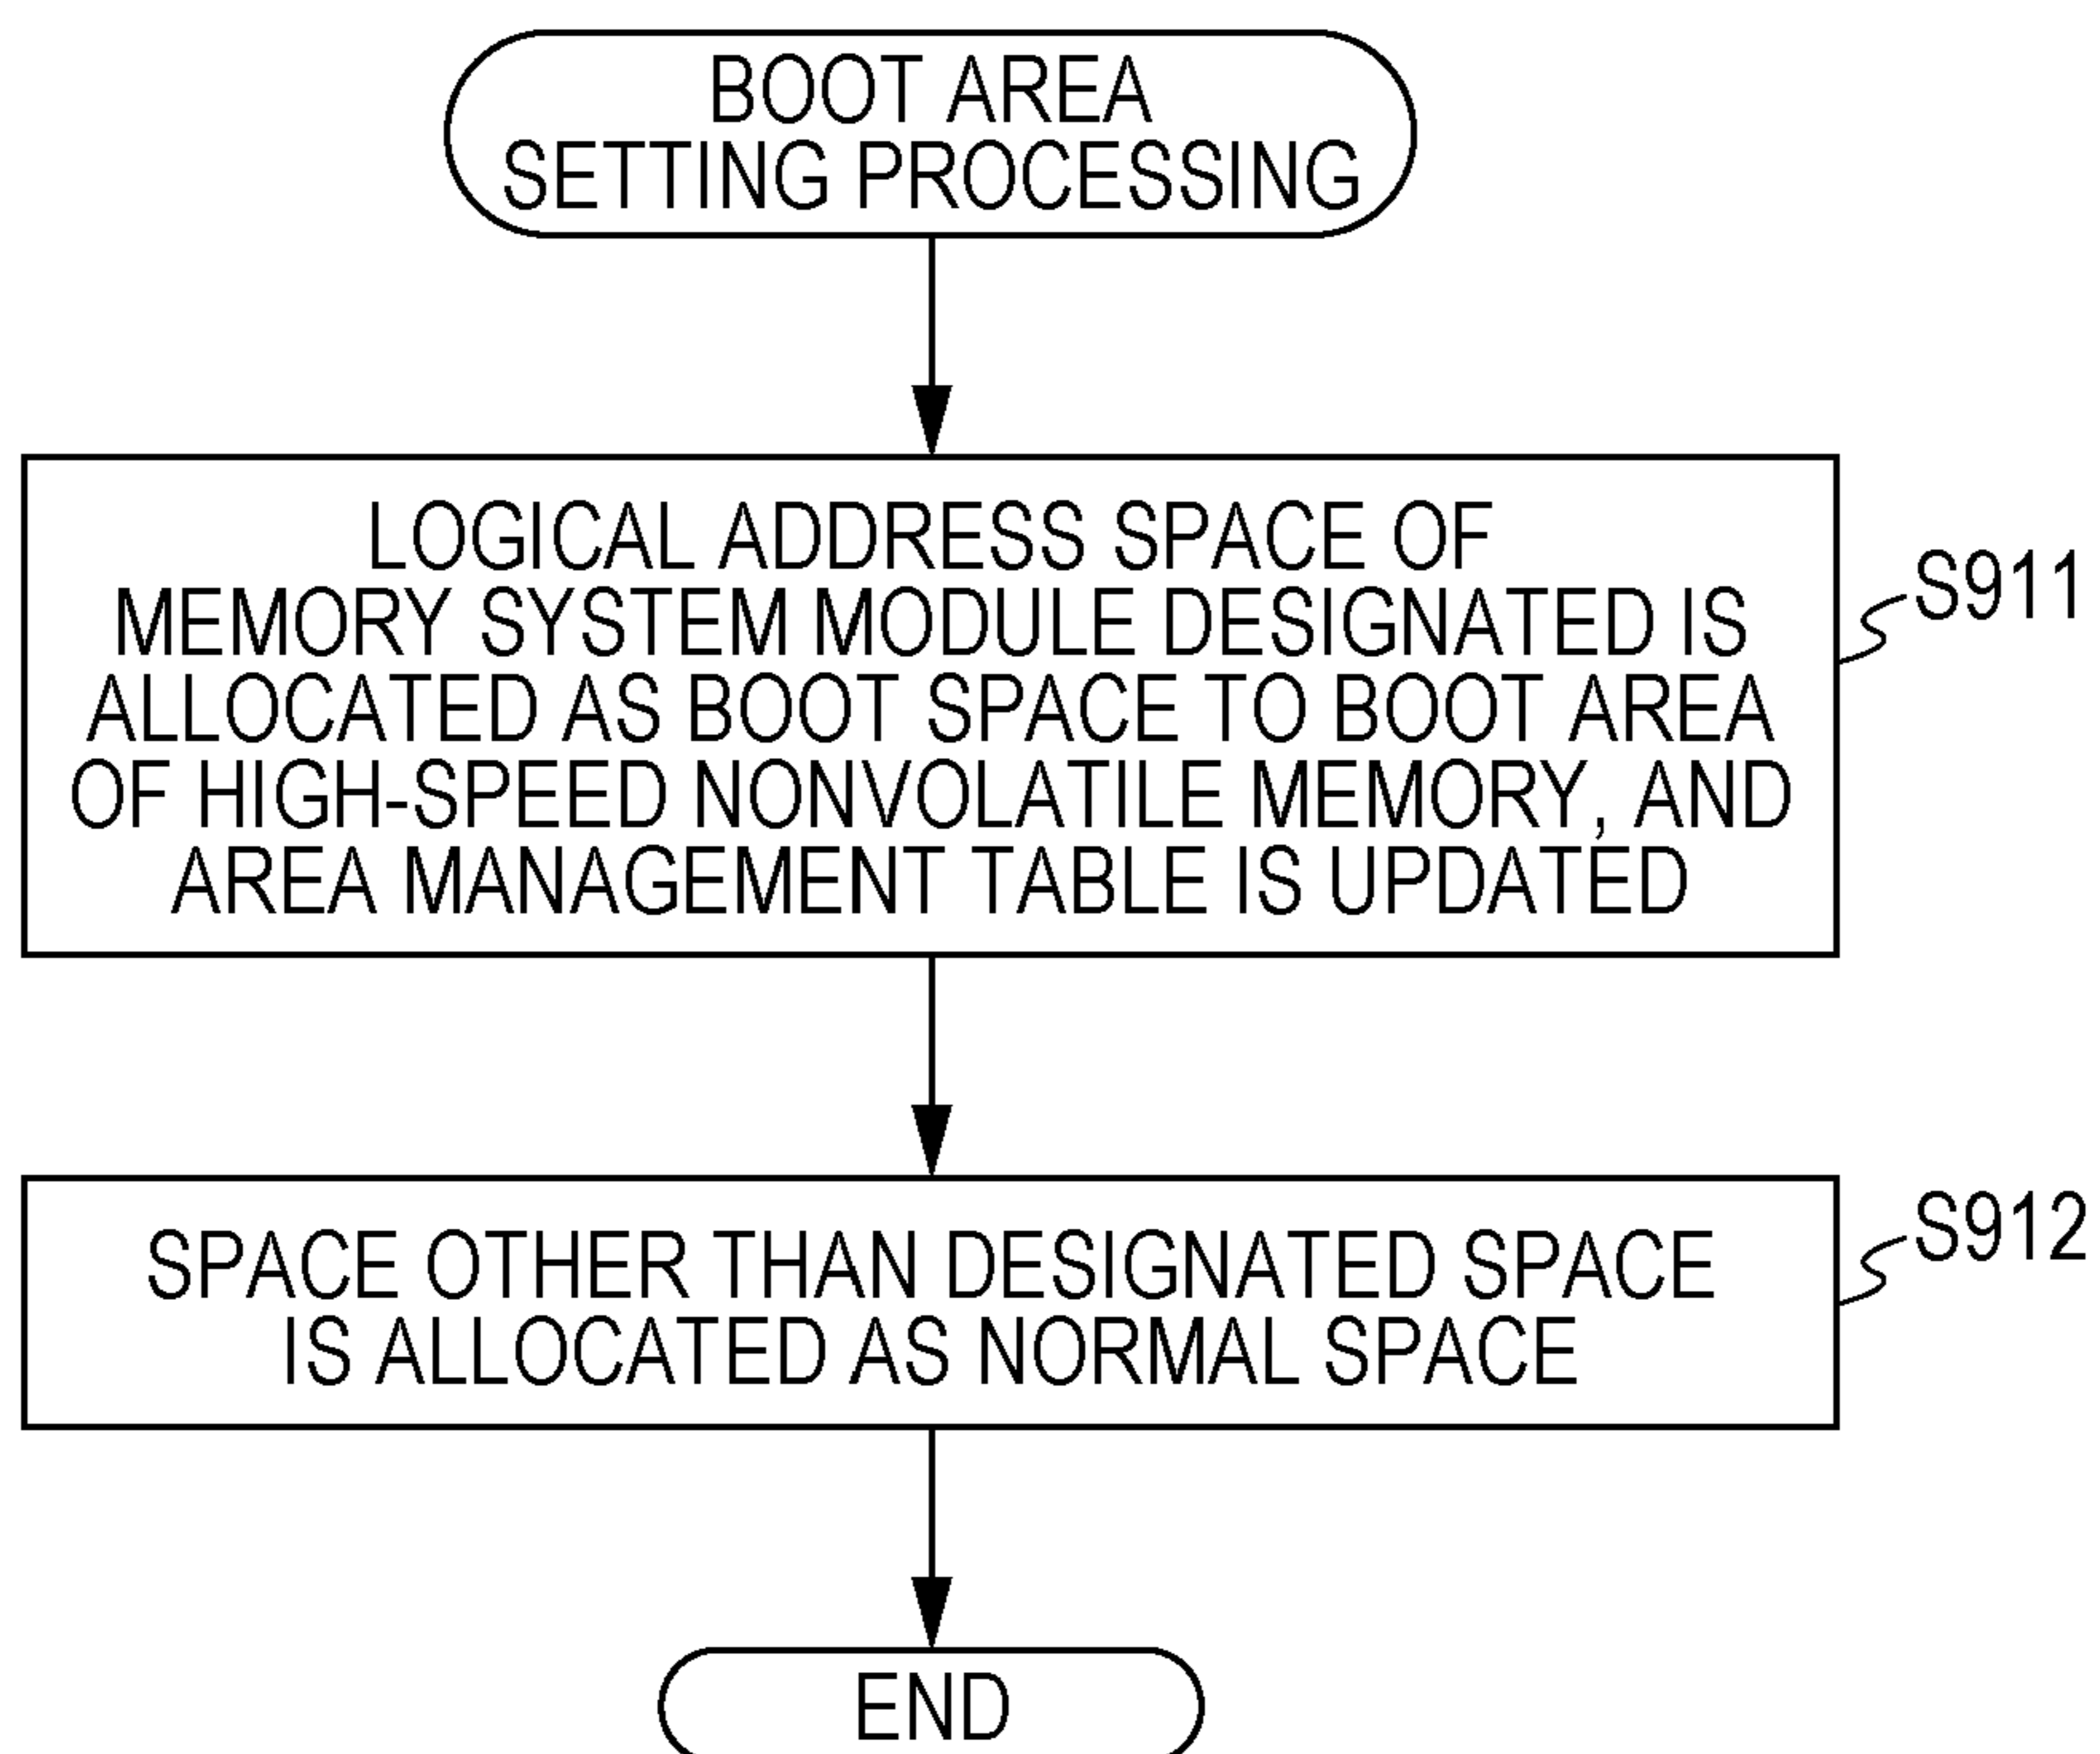 BOOT AREA
SETTING PROCESSING
LOGICAL ADDRESS SPACE OF
MEMORY SYSTEM MODULE DESIGNATED IS
ALLOCATED AS BOOT SPACE TO BOOT AREA
OF HIGH-SPEED NONVOLATILE MEMORY, AND
AREA MANAGEMENT TABLE IS UPDATED
S911
SPACE OTHER THAN DESIGNATED SPACE
IS ALLOCATED AS NORMAL SPACE
S912
END